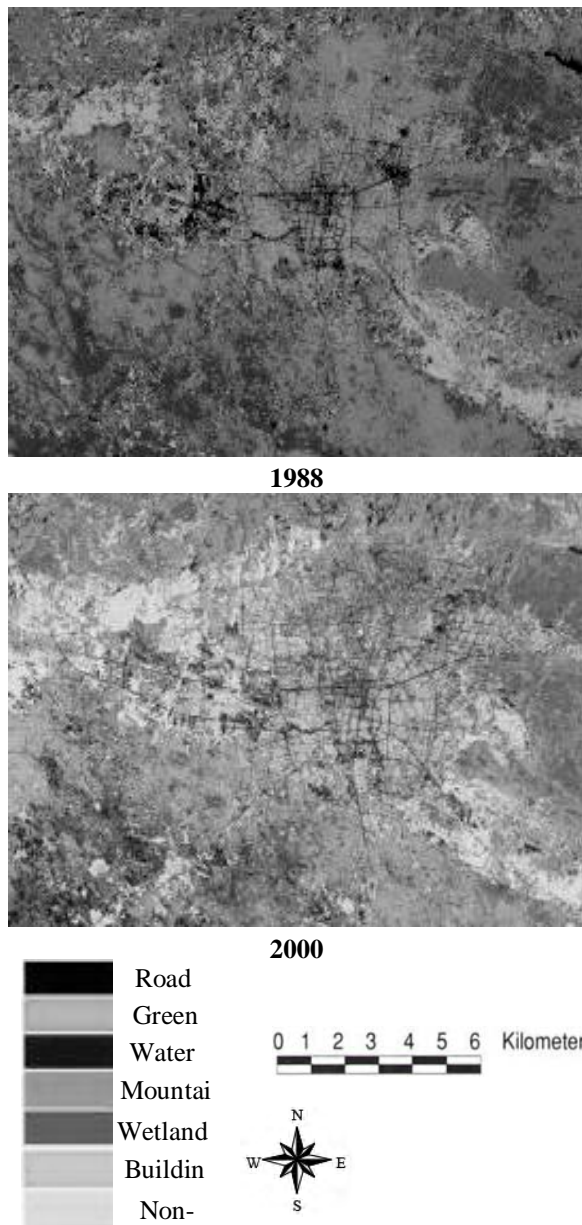 1988
2000
Road
Green
Water
Mountai
Wetland
Buildin
Non-
0 1 2 3 4 5 6 Kilometer
N
W E
S